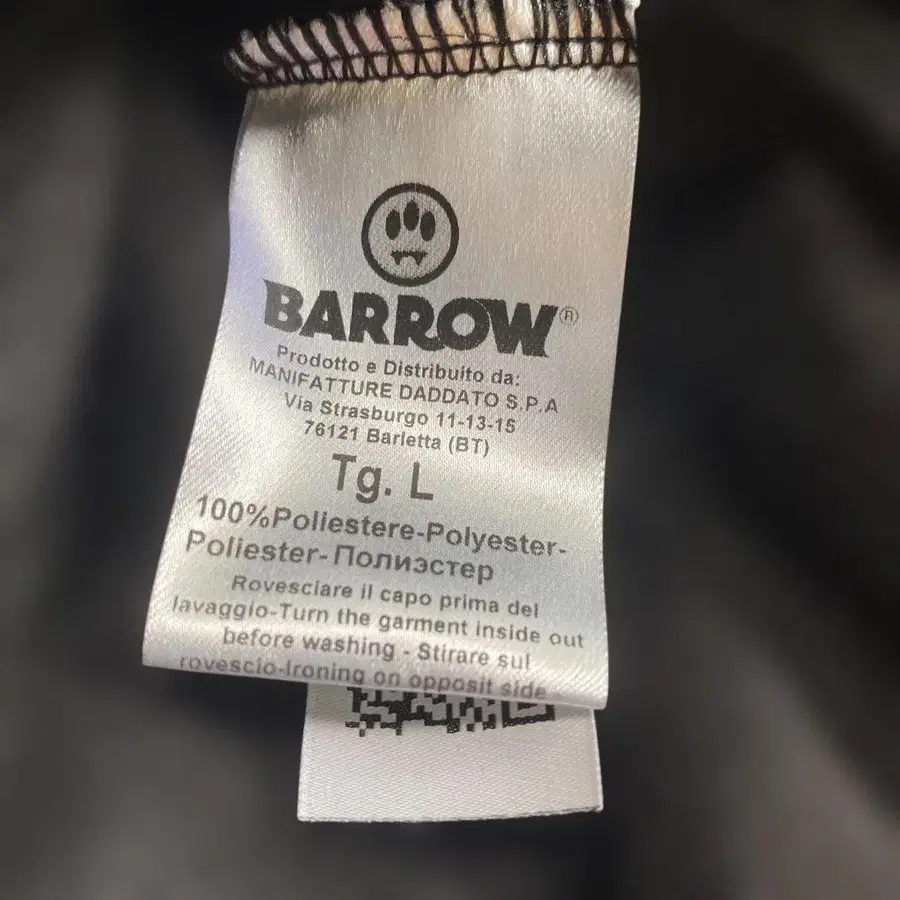 BARROW®
Prodotto e Distribuito da:
MANIFATTURE DADDATO S.P.A
Via Strasburgo 11-13-15
76121 Barletta (BT)
Tg. L
100%Poliestere-Polyester-
Poliester-Полиэстер
Rovesciare il capo prima del
lavaggio-Turn the garment inside out
before washing - Stirare sul
rovescio-Ironing on opposit side